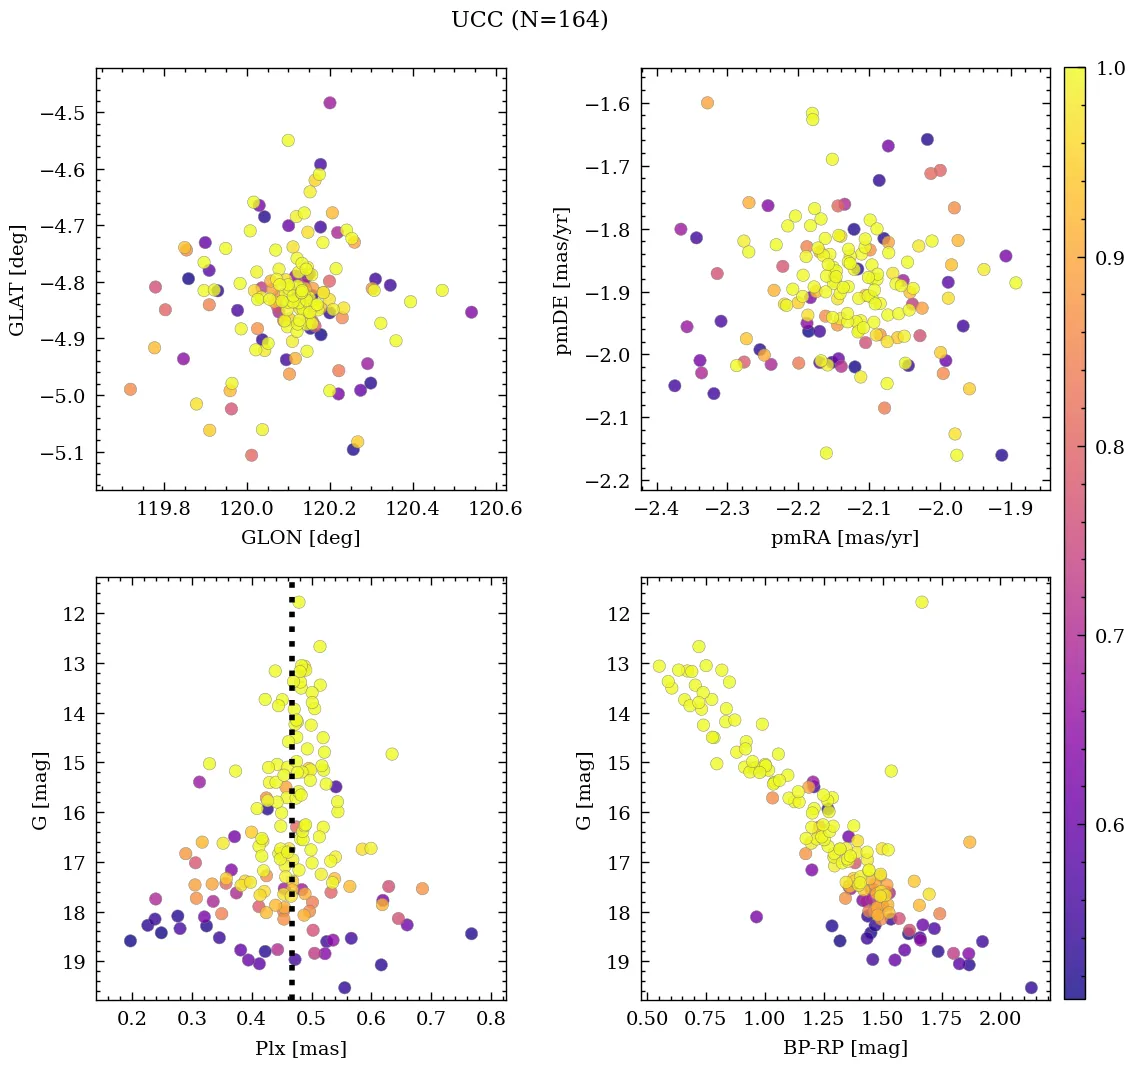 UCC (N=164)
−4.5
−4.6
−4.7
−4.8
−4.9
−5.0
−5.1
GLAT [deg]
119.8 120.0 120.2 120.4 120.6
GLON [deg]
−1.6
−1.7
−1.8
−1.9
−2.0
−2.1
−2.2
pmDE [mas/yr]
−2.4 −2.3 −2.2 −2.1 −2.0 −1.9
pmRA [mas/yr]
12
13
14
15
16
17
18
19
G [mag]
0.2 0.3 0.4 0.5 0.6 0.7 0.8
Plx [mas]
12
13
14
15
16
17
18
19
G [mag]
0.50 0.75 1.00 1.25 1.50 1.75 2.00
BP-RP [mag]
1.0
0.9
0.8
0.7
0.6